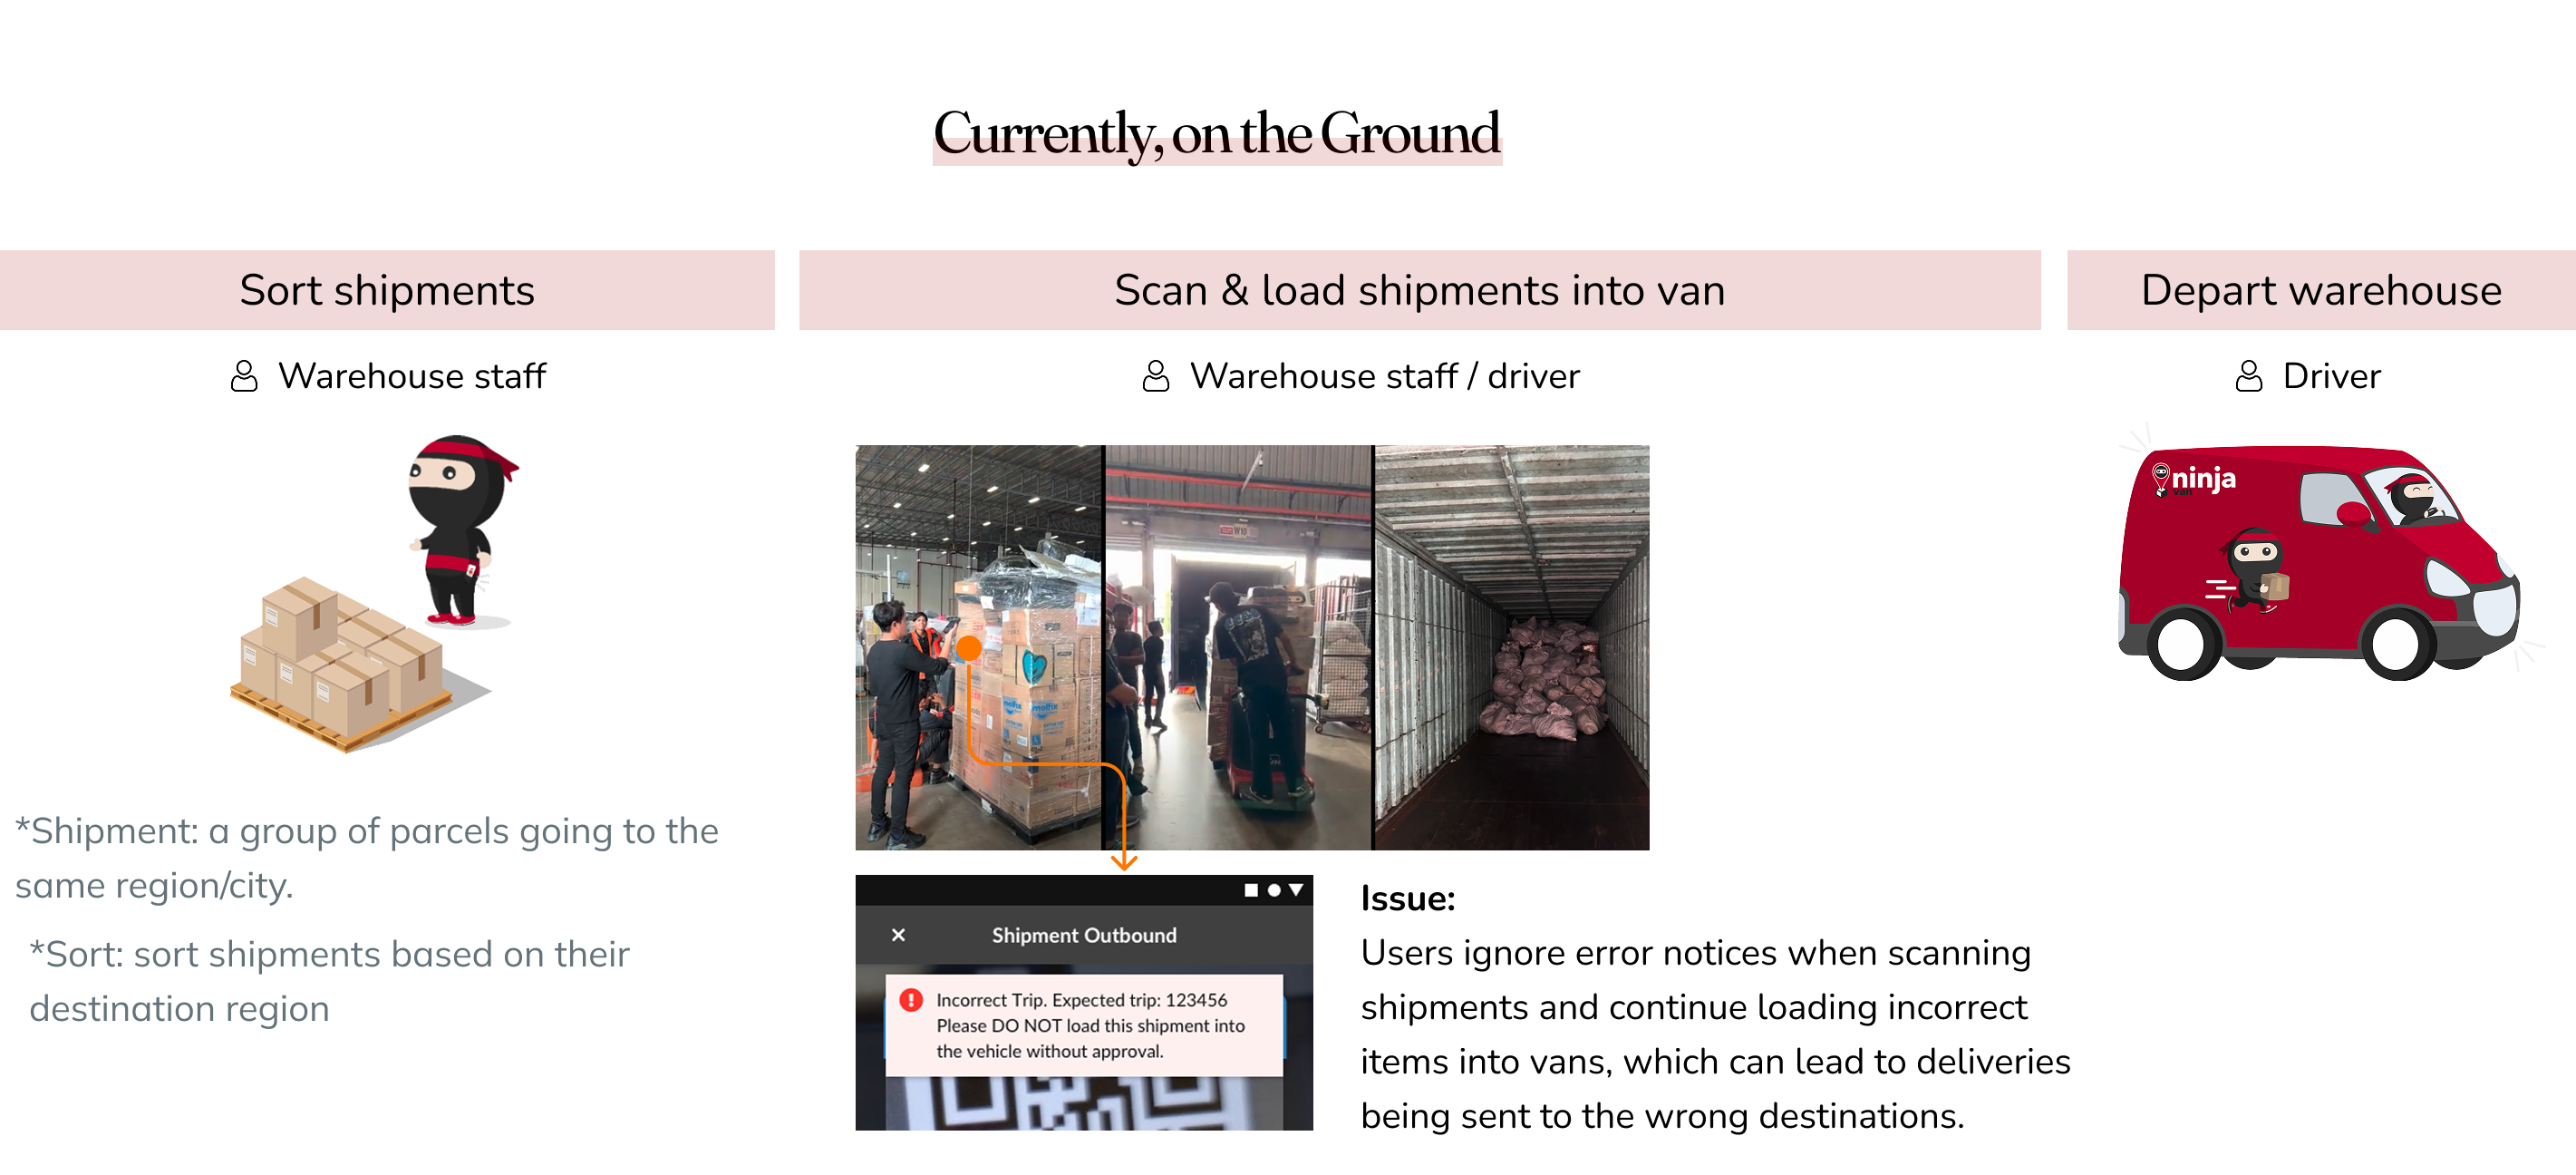 Currently, on the Ground
Sort shipments
Warehouse staff
*Shipment: a group of parcels going to the
same region/city.
*Sort: sort shipments based on their
destination region
Scan & load shipments into van
Warehouse staff / driver
W10
molfix
molfix
Shipment Outbound
Incorrect Trip. Expected trip: 123456
Please DO NOT load this shipment into
the vehicle without approval.
Issue:
Users ignore error notices when scanning
shipments and continue loading incorrect
items into vans, which can lead to deliveries
being sent to the wrong destinations.
Depart warehouse
Driver
ninja
van